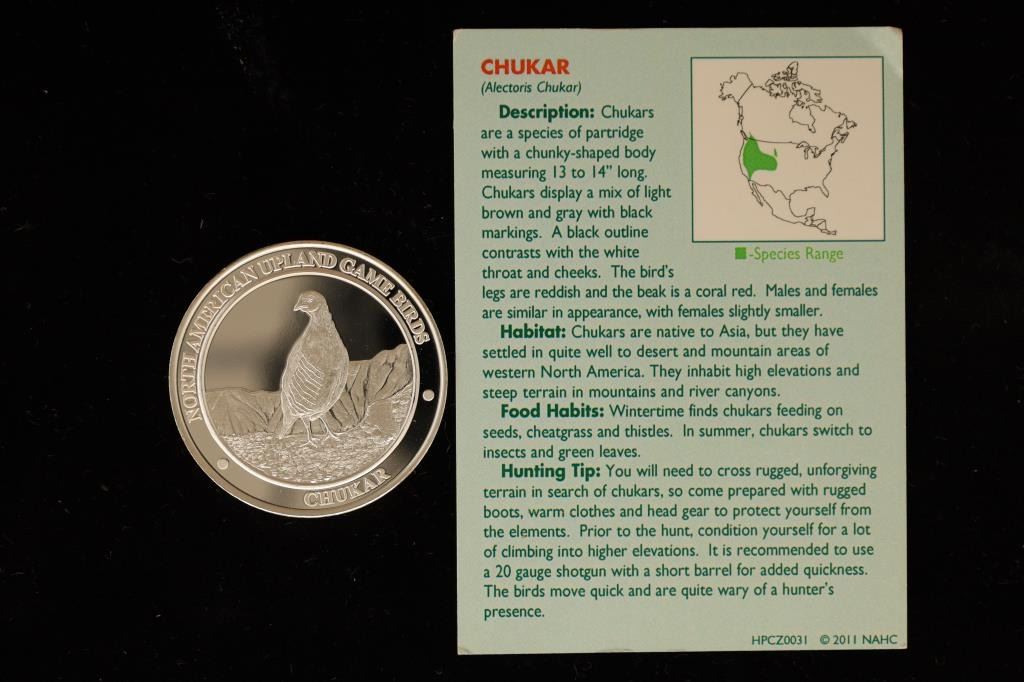 NORTH AMERICAN UPLAND GAME BIRDS
CHUKAR
CHUKAR
(Alectoris Chukar)
Description: Chukars
are a species of partridge
with a chunky-shaped body
measuring 13 to 14” long.
Chukars display a mix of light
brown and gray with black
markings. A black outline
contrasts with the white
throat and cheeks. The bird’s
legs are reddish and the beak is a coral red. Males and females
are similar in appearance, with females slightly smaller.
Habitat: Chukars are native to Asia, but they have
settled in quite well to desert and mountain areas of
western North America. They inhabit high elevations and
steep terrain in mountains and river canyons.
Food Habits: Wintertime finds chukars feeding on
seeds, cheatgrass and thistles. In summer, chukars switch to
insects and green leaves.
Hunting Tip: You will need to cross rugged, unforgiving
terrain in search of chukars, so come prepared with rugged
boots, warm clothes and head gear to protect yourself from
the elements. Prior to the hunt, condition yourself for a lot
of climbing into higher elevations. It is recommended to use
a 20 gauge shotgun with a short barrel for added quickness.
The birds move quick and are quite wary of a hunter’s
presence.
-Species Range
HPCZ0031 © 2011 NAHC